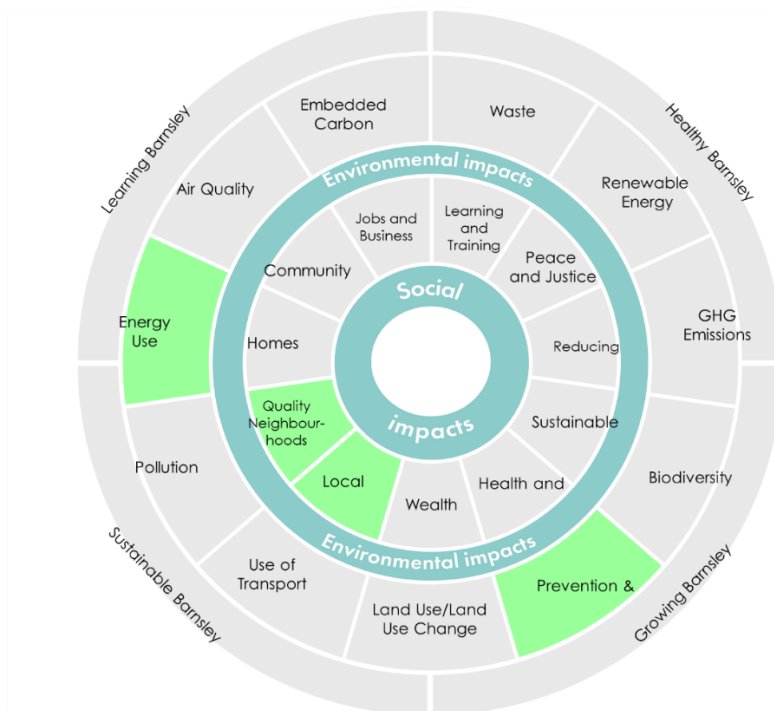 Learning Barnsley
Healthy Barnsley
Growing Barnsley
Sustainable Barnsley
Embedded
Carbon
Waste
Renewable
Energy
GHG
Emissions
Biodiversity
Prevention &
Land Use/Land
Use Change
Use of
Transport
Pollution
Energy
Use
Air Quality
Environmental impacts
Jobs and
Business
Learning
and
Training
Peace
and Justice
Reducing
Sustainable
Health and
Wealth
Local
Quality
Neighbour-
hoods
Homes
Community
Social
impacts
Environmental impacts